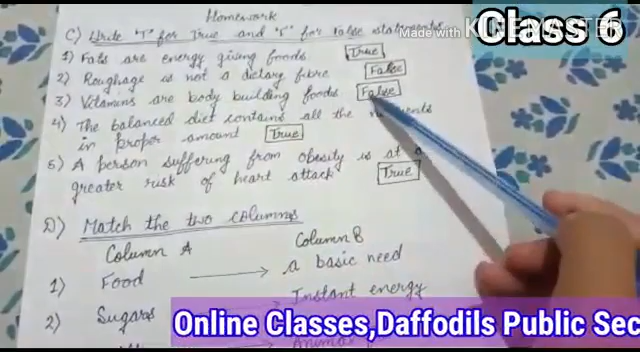 Homework
C) Write "T" for True and "F" for False statements
1) Fats are energy giving foods True
2) Roughage is not a dietary fibre False
3) Vitamins are body building foods False
4) The balanced diet contains all the
in proper amount True
5) A person suffering from obesity is at a
greater risk of heart attack True
D) Match the two columns
Column A Column B
1) Food → a basic need
2) Sugars Instant energy
Made with KINEMASTER
Class 6
Online Classes,Daffodils Public Sec